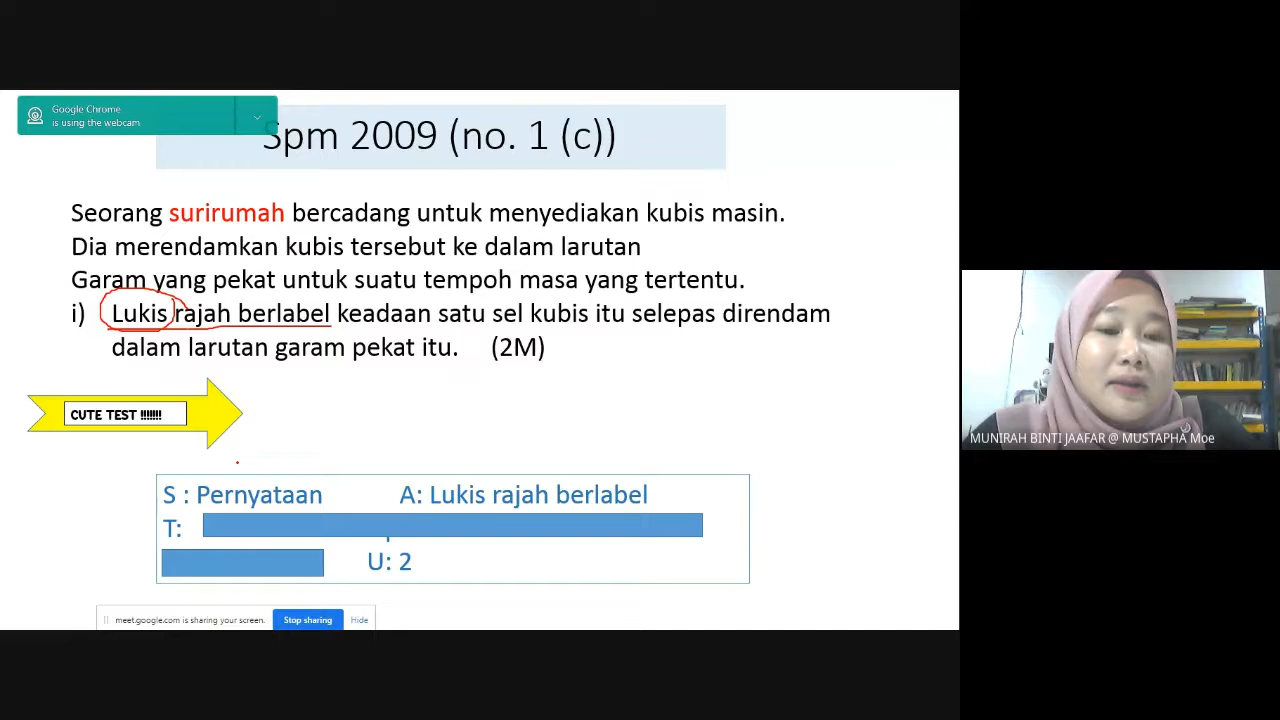 Google Chrome
is using the webcam
Spm 2009 (no. 1 (c))
Seorang surirumah bercadang untuk menyediakan kubis masin.
Dia merendamkan kubis tersebut ke dalam larutan
Garam yang pekat untuk suatu tempoh masa yang tertentu.
i) Lukis rajah berlabel keadaan satu sel kubis itu selepas direndam
dalam larutan garam pekat itu. (2M)
CUTE TEST !!!!!!!
S : Pernyataan A: Lukis rajah berlabel
T:
U: 2
meet.google.com is sharing your screen. Stop sharing Hide
MUNIRAH BINTI JAAFAR @ MUSTAPHA Moe